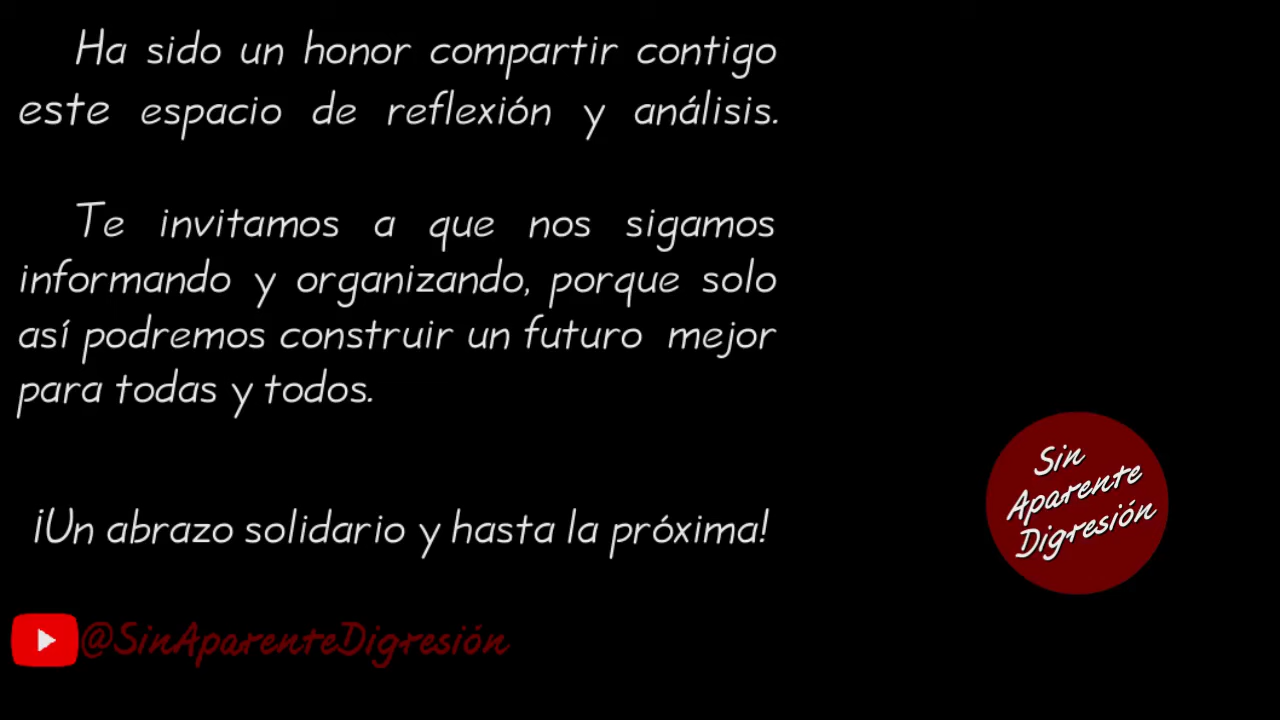 Ha sido un honor compartir contigo
este espacio de reflexión y análisis.
Te invitamos a que nos sigamos
informando y organizando, porque solo
así podremos construir un futuro mejor
para todas y todos.
¡Un abrazo solidario y hasta la próxima!
Sin
Aparente
Digresión
@SinAparenteDigresión